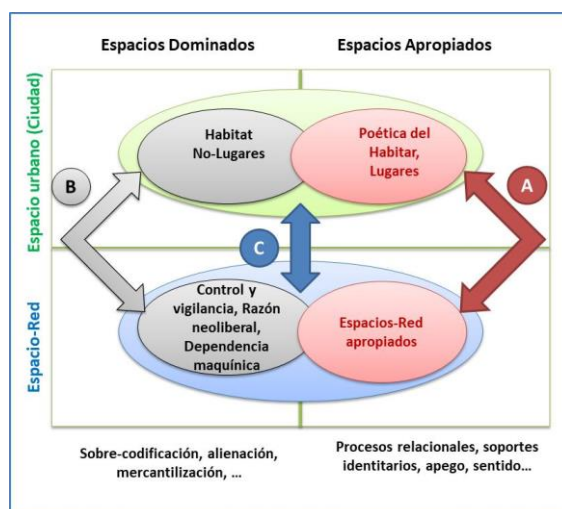 Espacios Dominados
Espacios Apropiados
Espacio urbano (Ciudad)
Habitat
No-Lugares
Poética del
Habitar,
Lugares
B
A
C
Espacio-Red
Control y
vigilancia, Razón
neoliberal,
Dependencia
maquínica
Espacios-Red
apropiados
Sobre-codificación, alienación,
mercantilización, ...
Procesos relacionales, soportes
identitarios, apego, sentido...